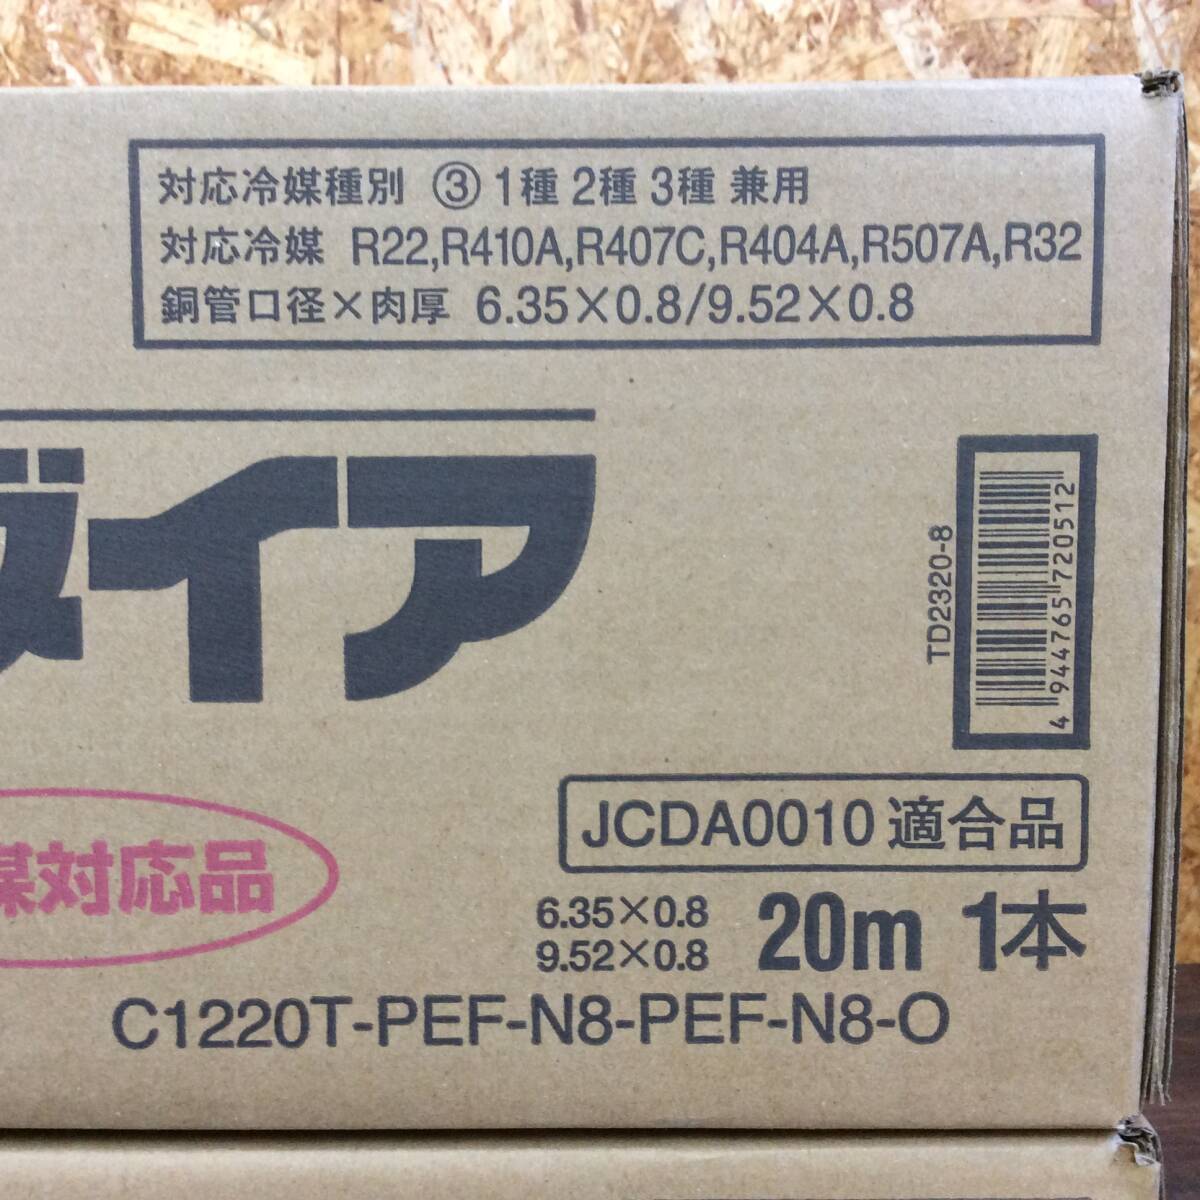 対応冷媒種別 ③ 1種 2種 3種 兼用
対応冷媒 R22,R410A,R407C,R404A,R507A,R32
銅管口径×肉厚 6.35×0.8/9.52×0.8
ダイア
TD2320-8
4 944765 720512
JCDA0010 適合品
媒対応品
6.35×0.8
9.52×0.8
20m 1本
C1220T-PEF-N8-PEF-N8-O